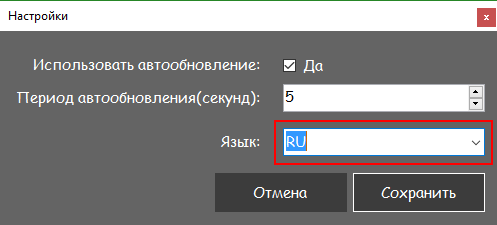 Настройки
Использовать автообновление: Да
Период автообновления(секунд): 5
Язык: RU
Отмена Сохранить